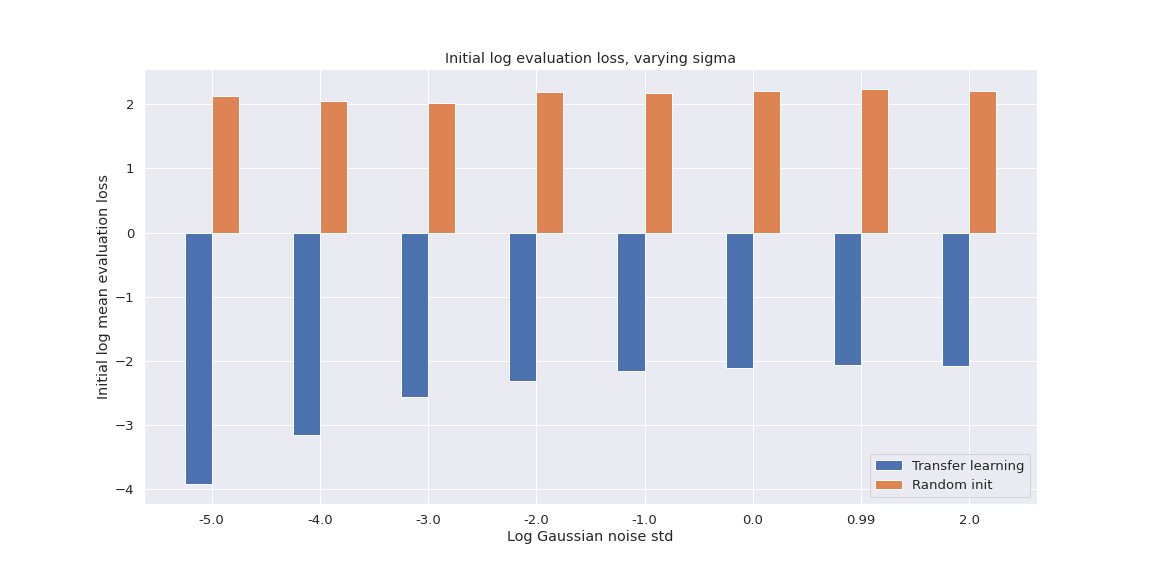 Initial log evaluation loss, varying sigma
Initial log mean evaluation loss
2
1
0
−1
−2
−3
−4
Transfer learning
Random init
-5.0 -4.0 -3.0 -2.0 -1.0 0.0 0.99 2.0
Log Gaussian noise std